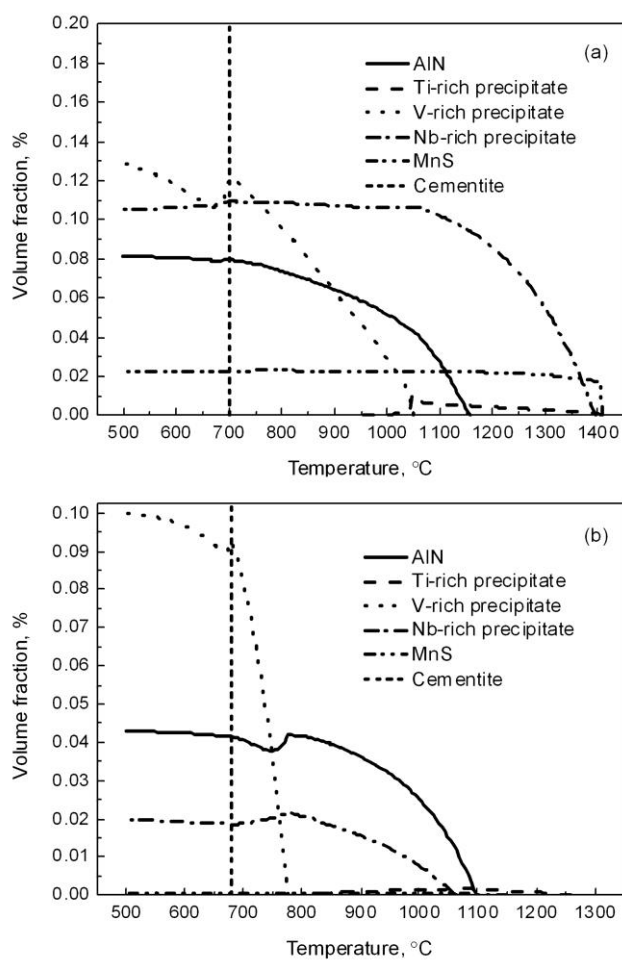 0.20
(a)
0.18
AlN
0.16
Ti-rich precipitate
V-rich precipitate
0.14
Nb-rich precipitate
MnS
0.12
Cementite
0.10
0.08
0.06
0.04
0.02
0.00
Volume fraction, %
500 600 700 800 900 1000 1100 1200 1300 1400
Temperature, °C
0.10
(b)
0.09
AlN
Ti-rich precipitate
0.08
V-rich precipitate
0.07
Nb-rich precipitate
MnS
0.06
Cementite
0.05
0.04
0.03
0.02
0.01
0.00
Volume fraction, %
500 600 700 800 900 1000 1100 1200 1300
Temperature, °C